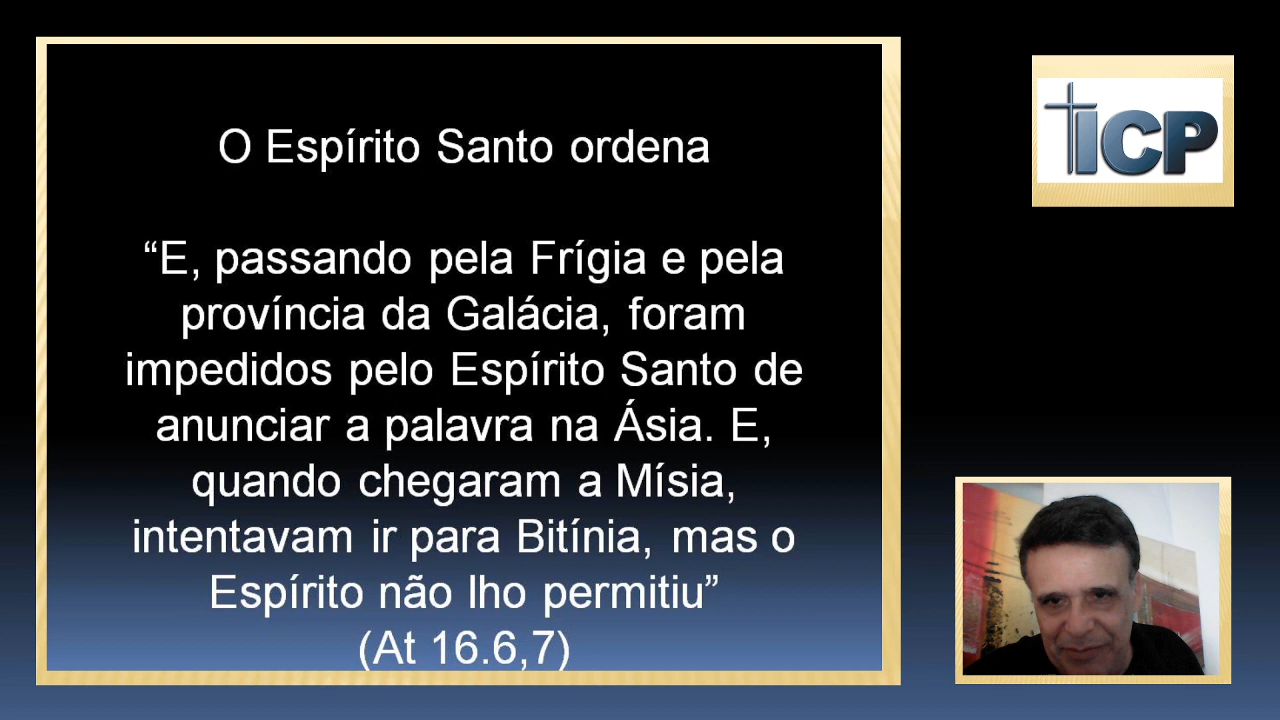 O Espírito Santo ordena
“E, passando pela Frígia e pela
província da Galácia, foram
impedidos pelo Espírito Santo de
anunciar a palavra na Ásia. E,
quando chegaram a Mísia,
intentavam ir para Bitínia, mas o
Espírito não lho permitiu”
(At 16.6,7)
ICP